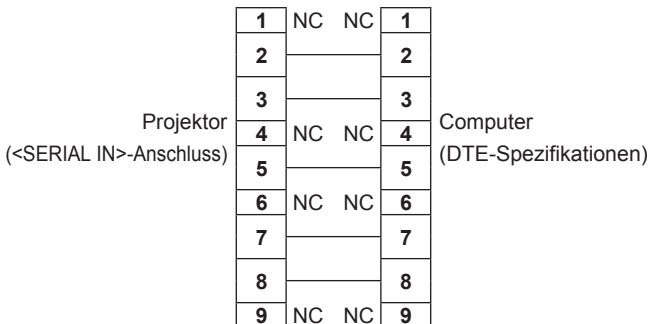 1 NC NC 1
2 2
3 3
Projektor
(<SERIAL IN>-Anschluss)
4 NC NC 4
Computer
(DTE-Spezifikationen)
5 5
6 NC NC 6
7 7
8 8
9 NC NC 9